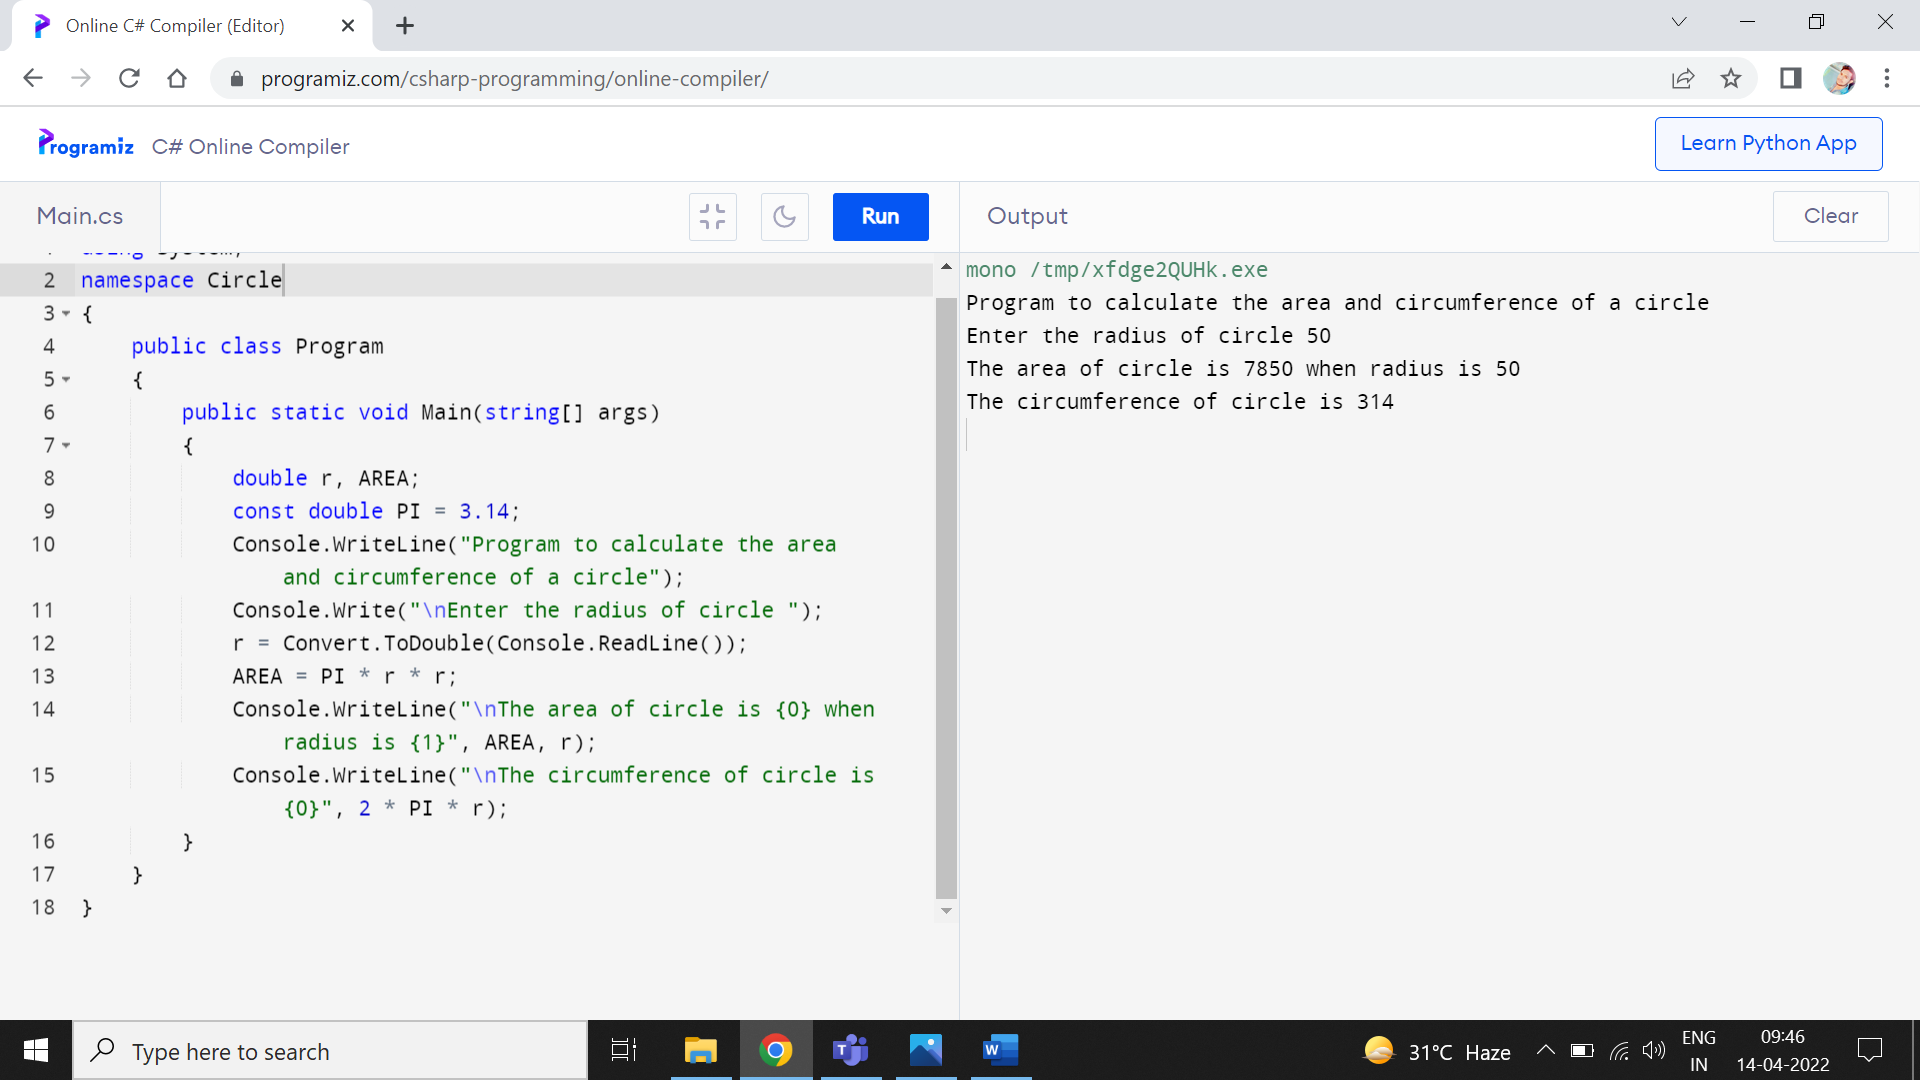 Online C# Compiler (Editor)
programiz.com/csharp-programming/online-compiler/
Programiz C# Online Compiler
Learn Python App
Main.cs
Run
Output
Clear
2 namespace Circle
3 {
4 public class Program
5 {
6 public static void Main(string[] args)
7 {
8 double r, AREA;
9 const double PI = 3.14;
10 Console.WriteLine("Program to calculate the area
and circumference of a circle");
11 Console.Write("\nEnter the radius of circle ");
12 r = Convert.ToDouble(Console.ReadLine());
13 AREA = PI * r * r;
14 Console.WriteLine("\nThe area of circle is {0} when
radius is {1}", AREA, r);
15 Console.WriteLine("\nThe circumference of circle is
{0}", 2 * PI * r);
16 }
17 }
18 }
mono /tmp/xfdge2QUHk.exe
Program to calculate the area and circumference of a circle
Enter the radius of circle 50
The area of circle is 7850 when radius is 50
The circumference of circle is 314
Type here to search
31°C Haze
ENG
IN
09:46
14-04-2022